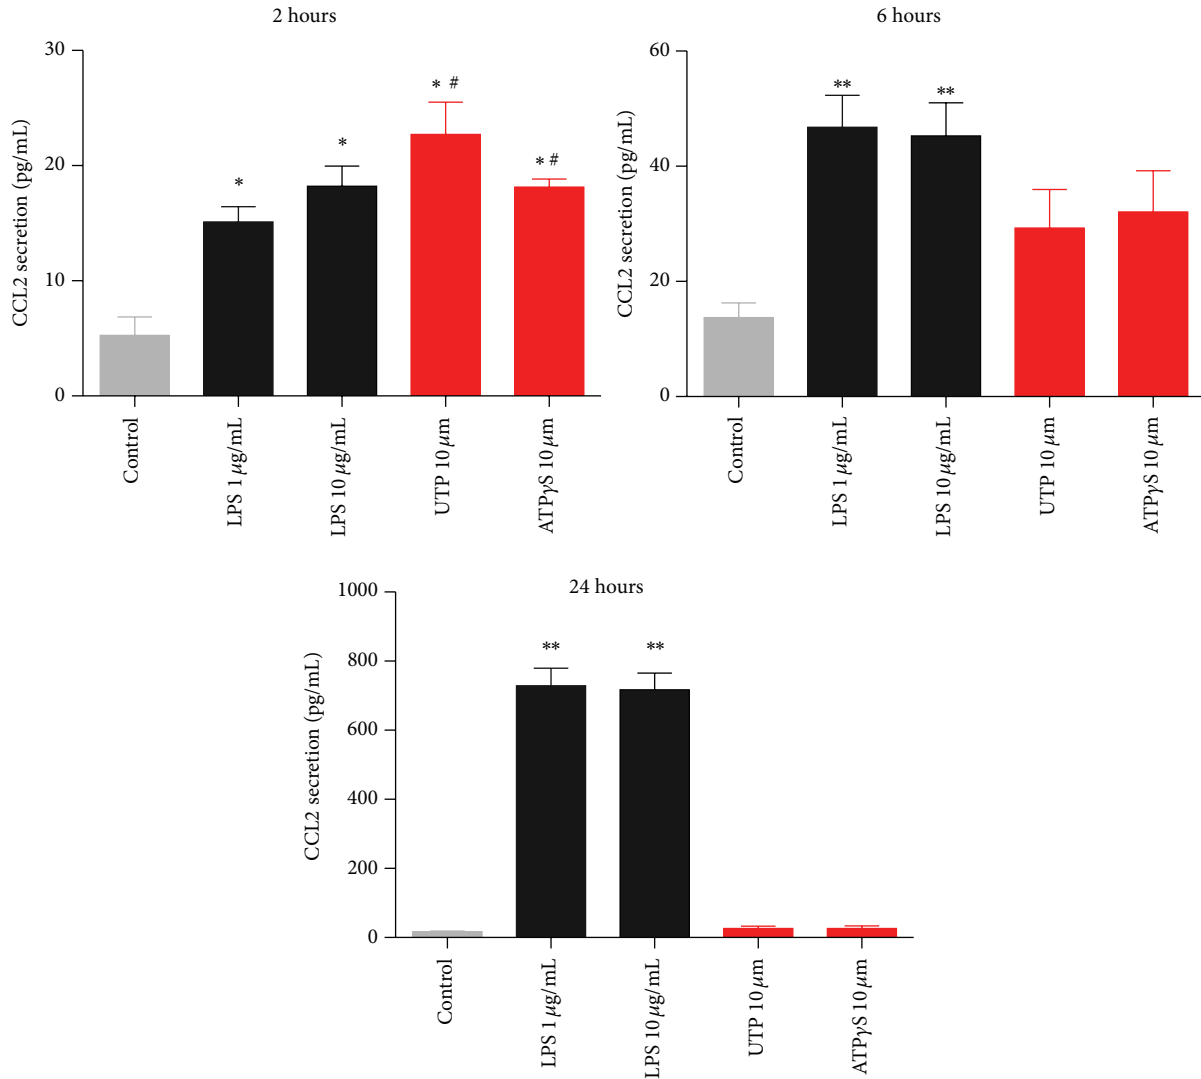 2 hours
30
20
10
0
CCL2 secretion (pg/mL)
* * * # * #
Control
LPS 1 μg/mL
LPS 10 μg/mL
UTP 10 μm
ATPγS 10 μm
6 hours
60
40
20
0
CCL2 secretion (pg/mL)
** **
Control
LPS 1 μg/mL
LPS 10 μg/mL
UTP 10 μm
ATPγS 10 μm
24 hours
1000
800
600
400
200
0
CCL2 secretion (pg/mL)
** **
Control
LPS 1 μg/mL
LPS 10 μg/mL
UTP 10 μm
ATPγS 10 μm